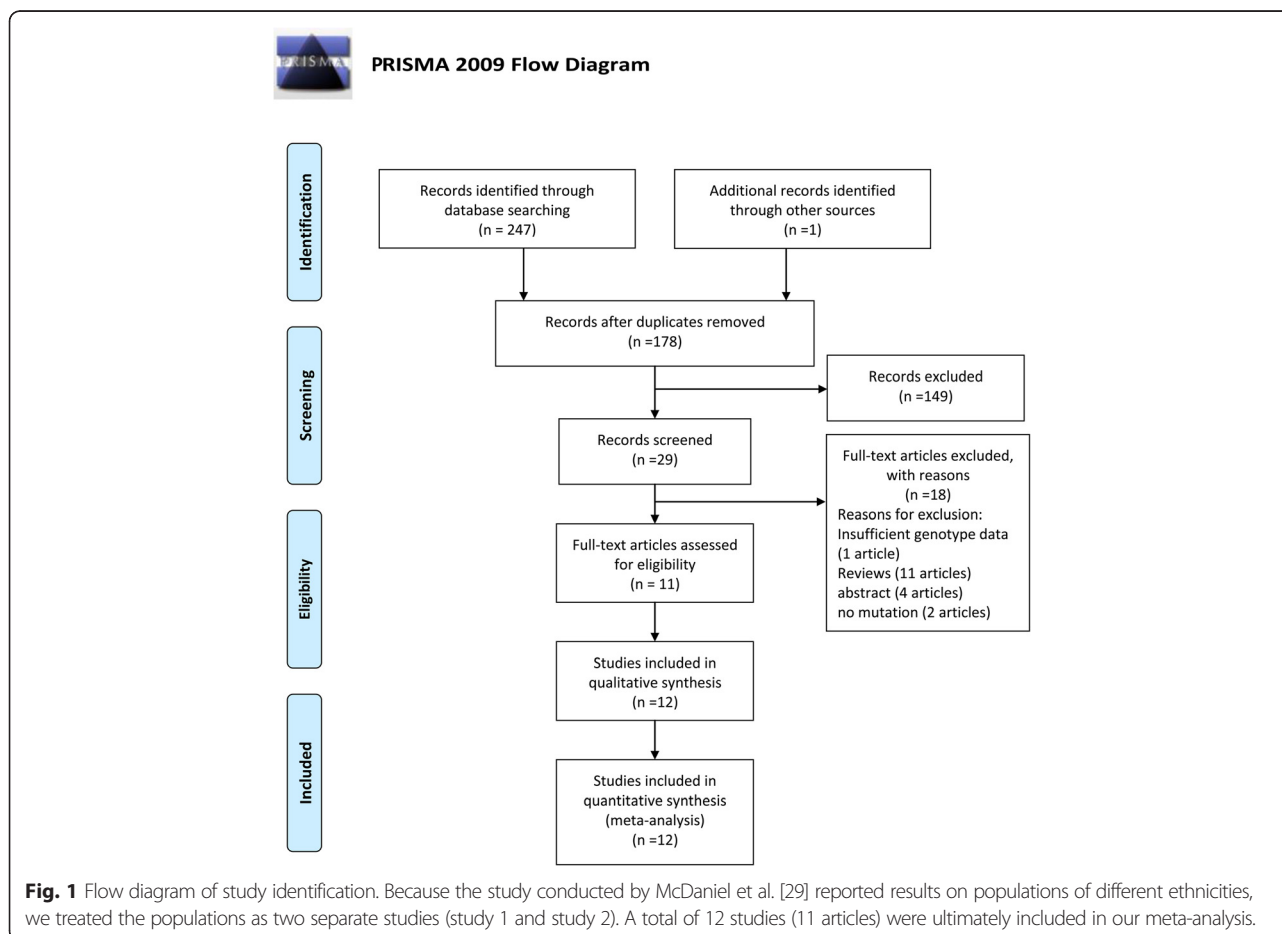 PRISMA
PRISMA 2009 Flow Diagram
Identification
Records identified through
database searching
(n = 247)
Additional records identified
through other sources
(n =1)
Records after duplicates removed
(n =178)
Screening
Records excluded
(n =149)
Records screened
(n =29)
Full-text articles excluded,
with reasons
(n =18)
Reasons for exclusion:
Insufficient genotype data
(1 article)
Reviews (11 articles)
abstract (4 articles)
no mutation (2 articles)
Eligibility
Full-text articles assessed
for eligibility
(n = 11)
Studies included in
qualitative synthesis
(n =12)
Included
Studies included in
quantitative synthesis
(meta-analysis)
(n =12)
Fig. 1 Flow diagram of study identification. Because the study conducted by McDaniel et al. [29] reported results on populations of different ethnicities,
we treated the populations as two separate studies (study 1 and study 2). A total of 12 studies (11 articles) were ultimately included in our meta-analysis.